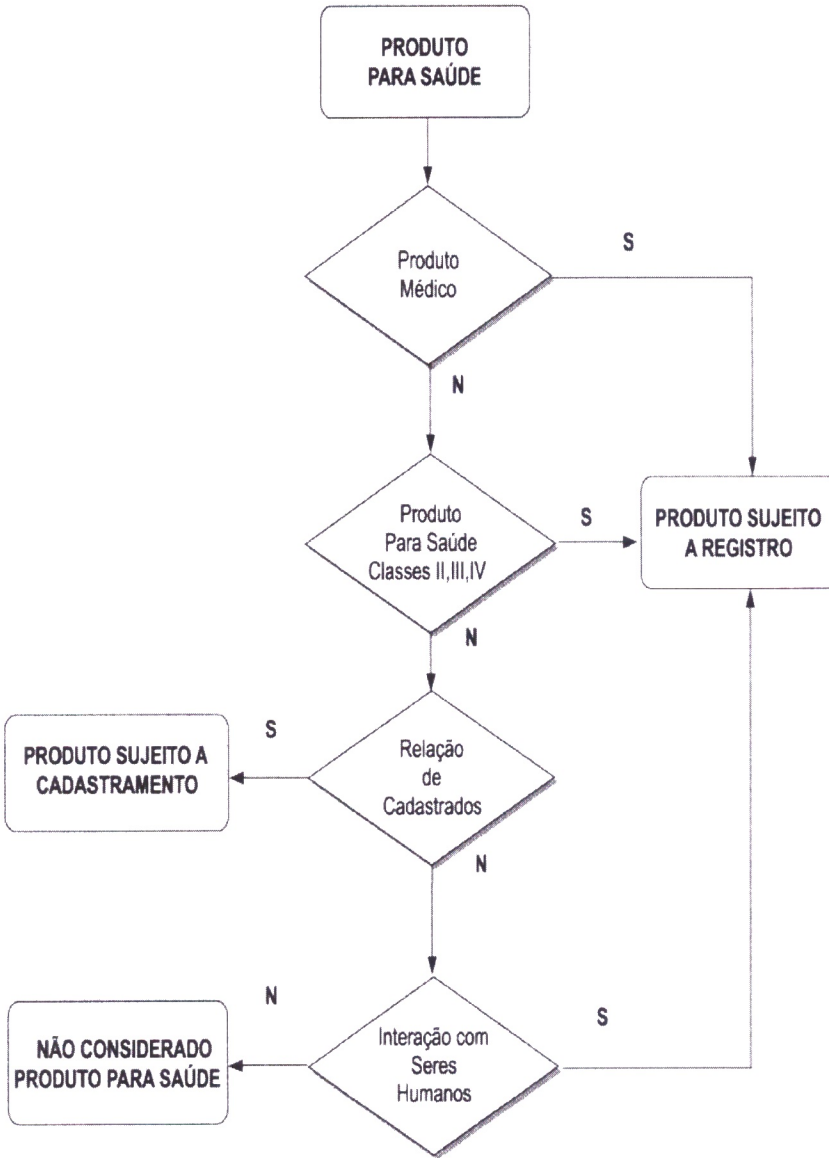 PRODUTO
PARA SAÚDE
Produto
Médico
S
N
Produto
Para Saúde
Classes II,III,IV
S
PRODUTO SUJEITO
A REGISTRO
N
Relação
de
Cadastrados
S
PRODUTO SUJEITO A
CADASTRAMENTO
N
Interação com
Seres
Humanos
N
NÃO CONSIDERADO
PRODUTO PARA SAÚDE
S